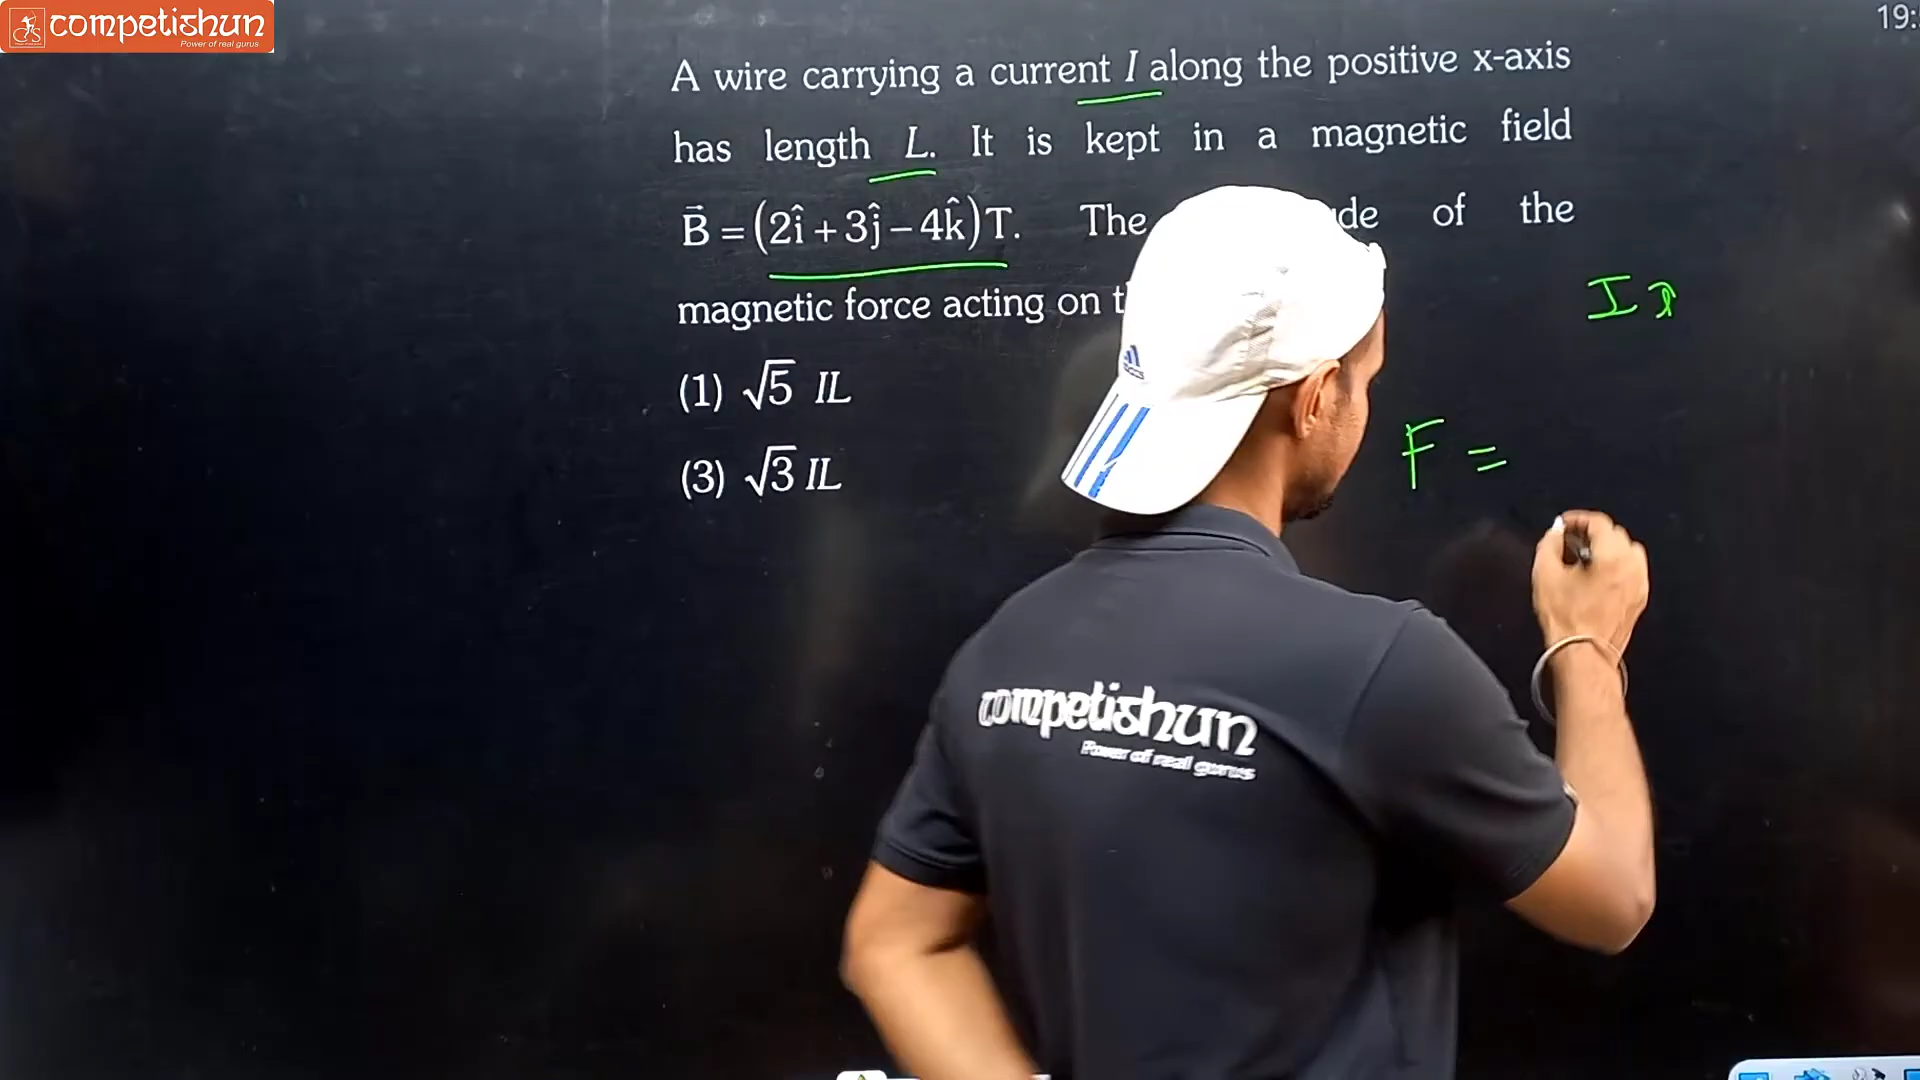 competishun
Power of real gurus
19:
A wire carrying a current I along the positive x-axis
has length L. It is kept in a magnetic field
B⃗ = (2î + 3ĵ − 4k̂)T. The de of the
magnetic force acting on t
I
(1) √5 IL
F =
(3) √3 IL
competishun
Power of real gurus